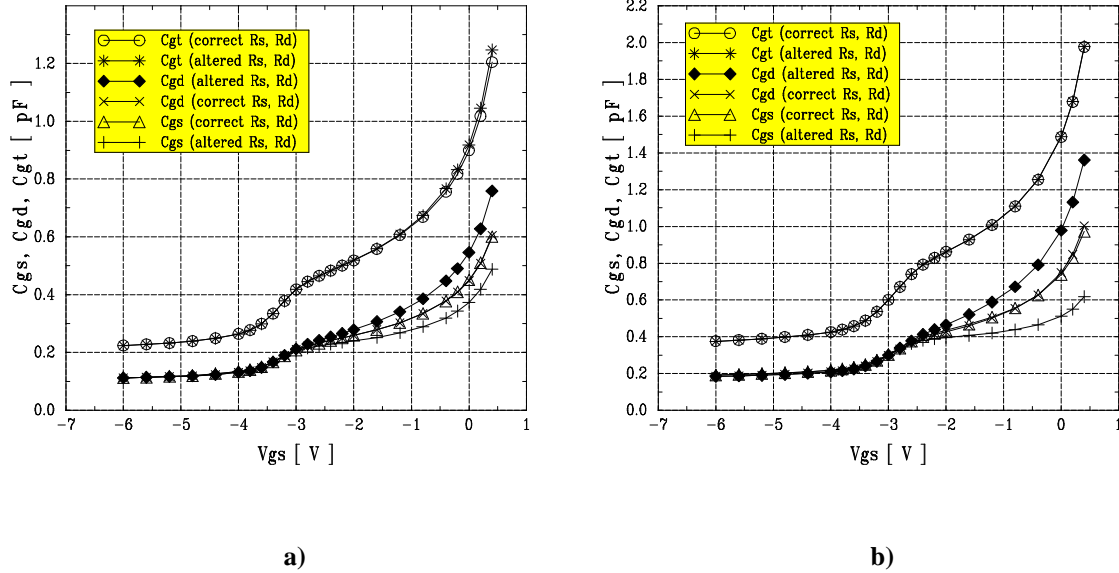 Cgs, Cgd, Cgt [ pF ]
1.2
1.0
0.8
0.6
0.4
0.2
0.0
Cgt (correct Rs, Rd)
Cgt (altered Rs, Rd)
Cgd (altered Rs, Rd)
Cgd (correct Rs, Rd)
Cgs (correct Rs, Rd)
Cgs (altered Rs, Rd)
-7 -6 -5 -4 -3 -2 -1 0 1
Vgs [ V ]
a)
Cgs, Cgd, Cgt [ pF ]
2.2
2.0
1.8
1.6
1.4
1.2
1.0
0.8
0.6
0.4
0.2
0.0
Cgt (correct Rs, Rd)
Cgt (altered Rs, Rd)
Cgd (altered Rs, Rd)
Cgd (correct Rs, Rd)
Cgs (correct Rs, Rd)
Cgs (altered Rs, Rd)
-7 -6 -5 -4 -3 -2 -1 0 1
Vgs [ V ]
b)